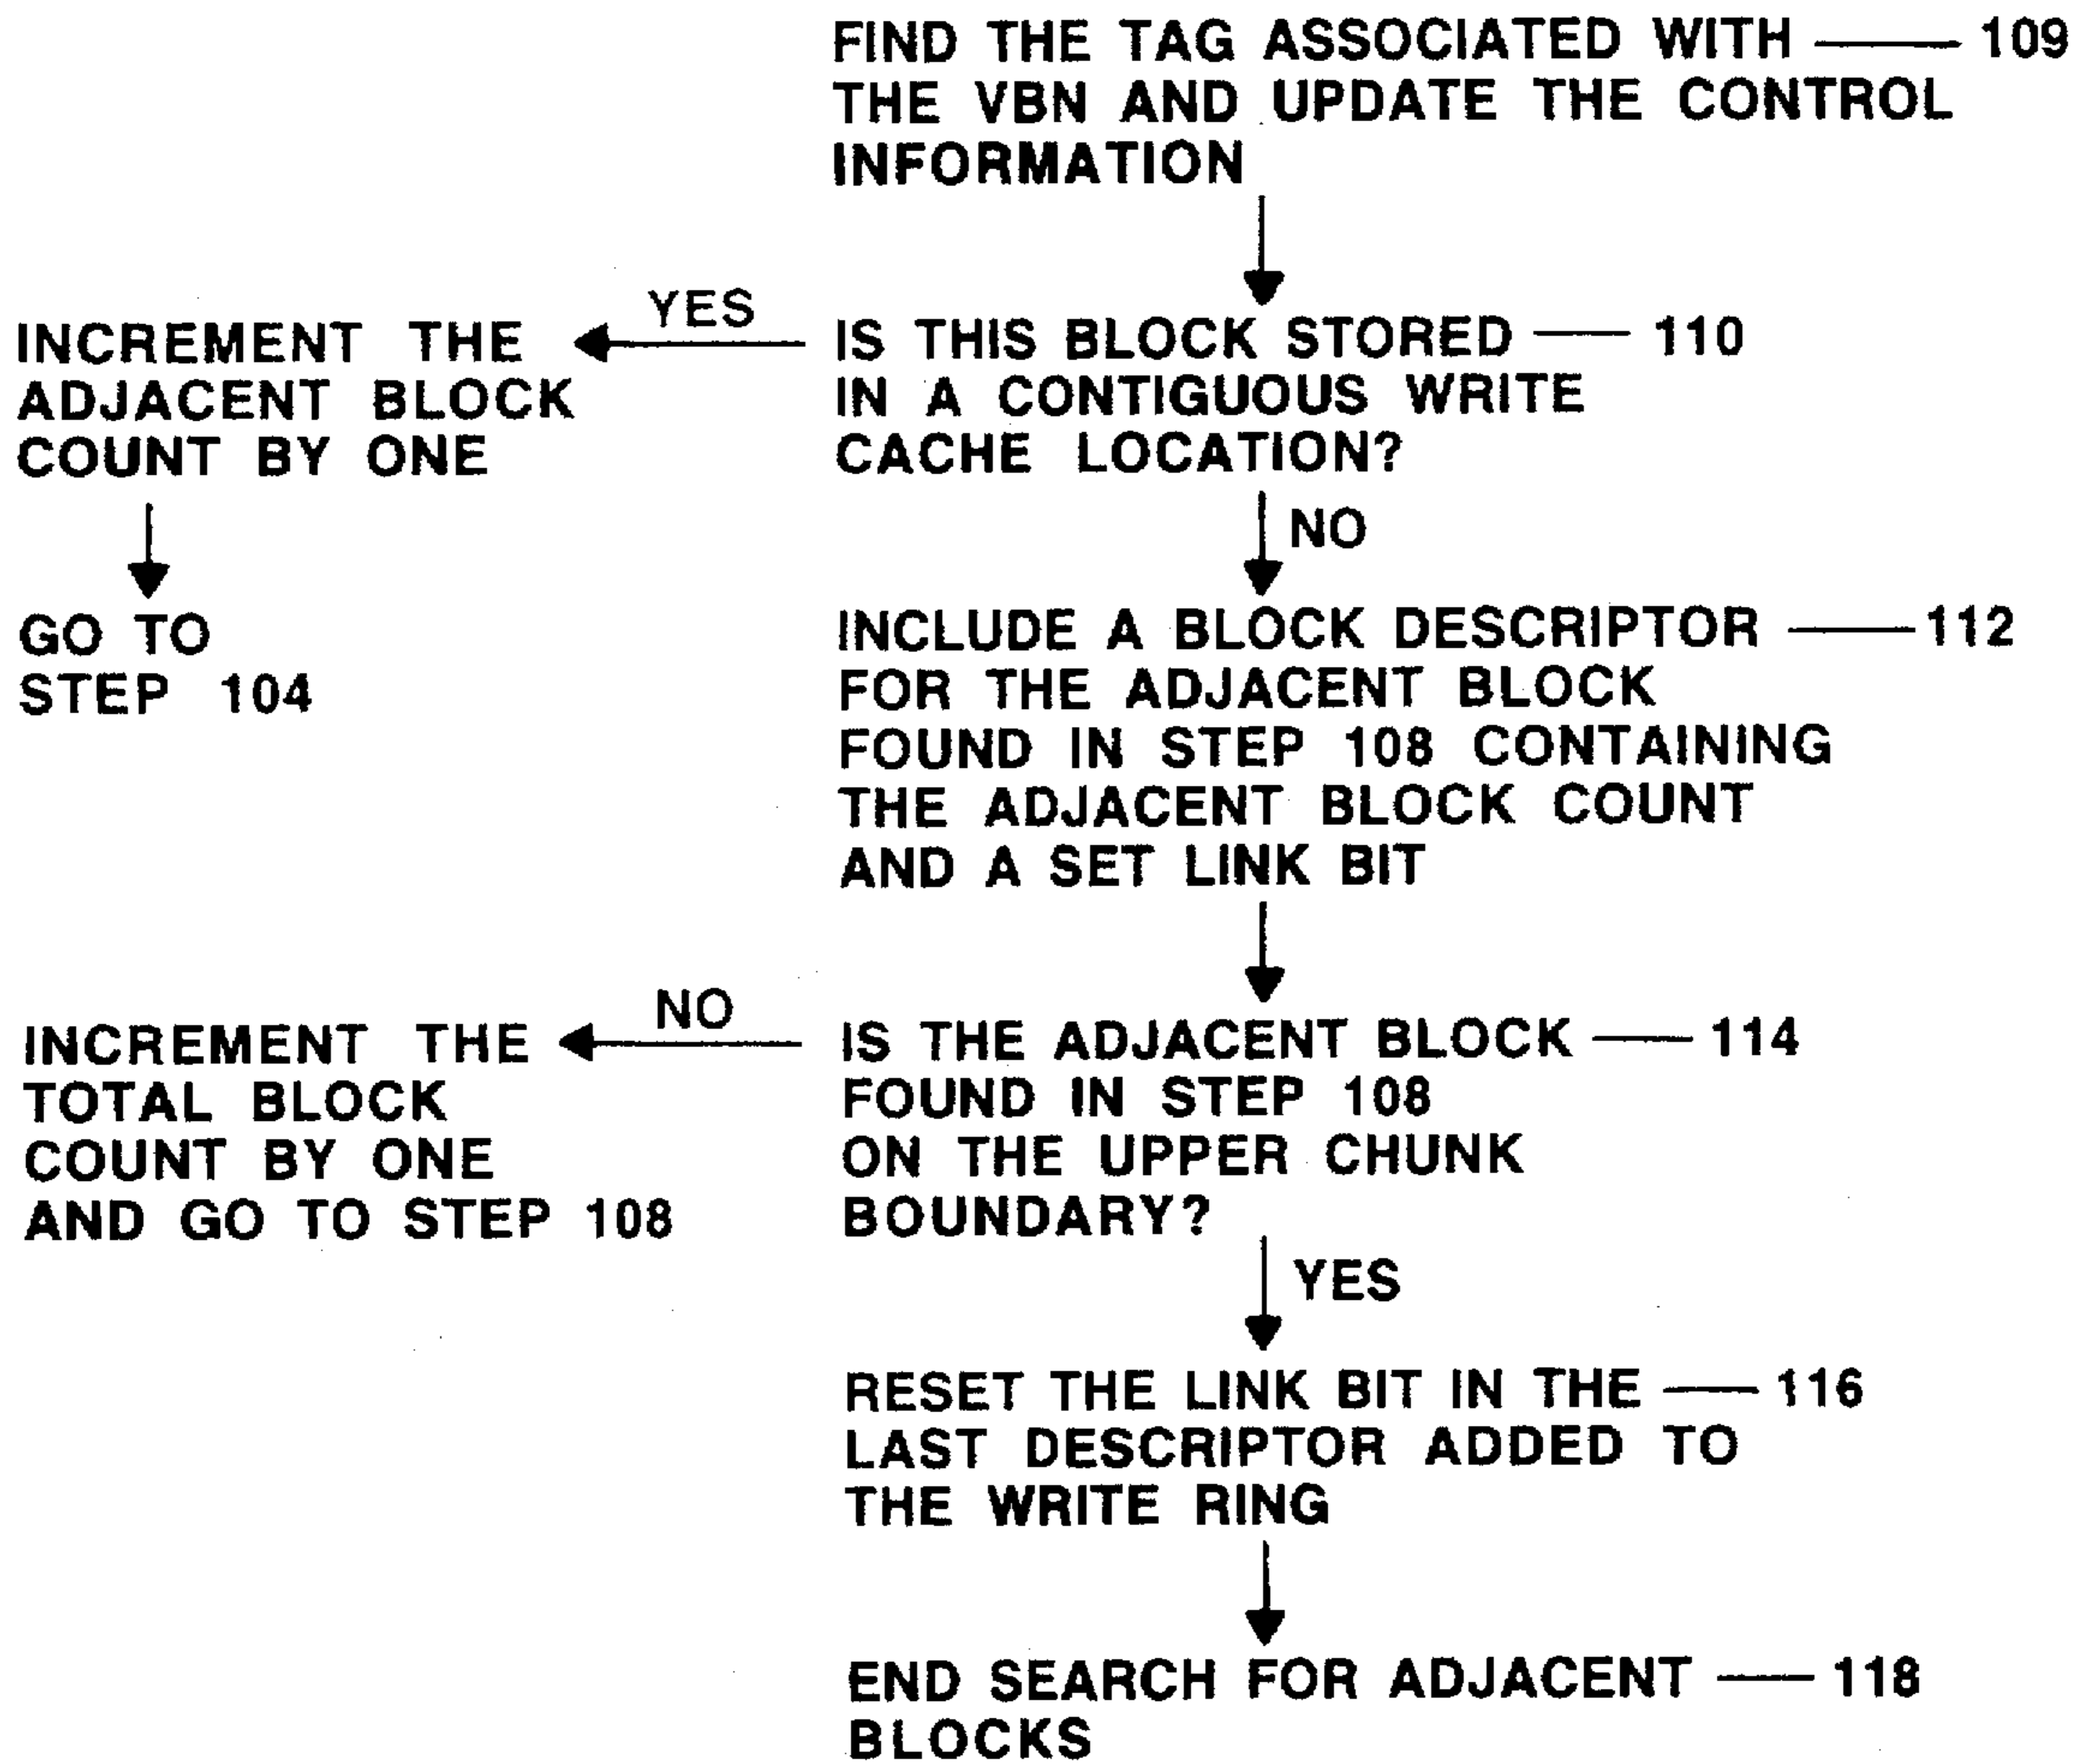 FIND THE TAG ASSOCIATED WITH — 109
THE VBN AND UPDATE THE CONTROL
INFORMATION
YES
INCREMENT THE
ADJACENT BLOCK
COUNT BY ONE
GO TO
STEP 104
IS THIS BLOCK STORED — 110
IN A CONTIGUOUS WRITE
CACHE LOCATION?
NO
INCLUDE A BLOCK DESCRIPTOR — 112
FOR THE ADJACENT BLOCK
FOUND IN STEP 108 CONTAINING
THE ADJACENT BLOCK COUNT
AND A SET LINK BIT
NO
INCREMENT THE
TOTAL BLOCK
COUNT BY ONE
AND GO TO STEP 108
IS THE ADJACENT BLOCK — 114
FOUND IN STEP 108
ON THE UPPER CHUNK
BOUNDARY?
YES
RESET THE LINK BIT IN THE — 116
LAST DESCRIPTOR ADDED TO
THE WRITE RING
END SEARCH FOR ADJACENT — 118
BLOCKS